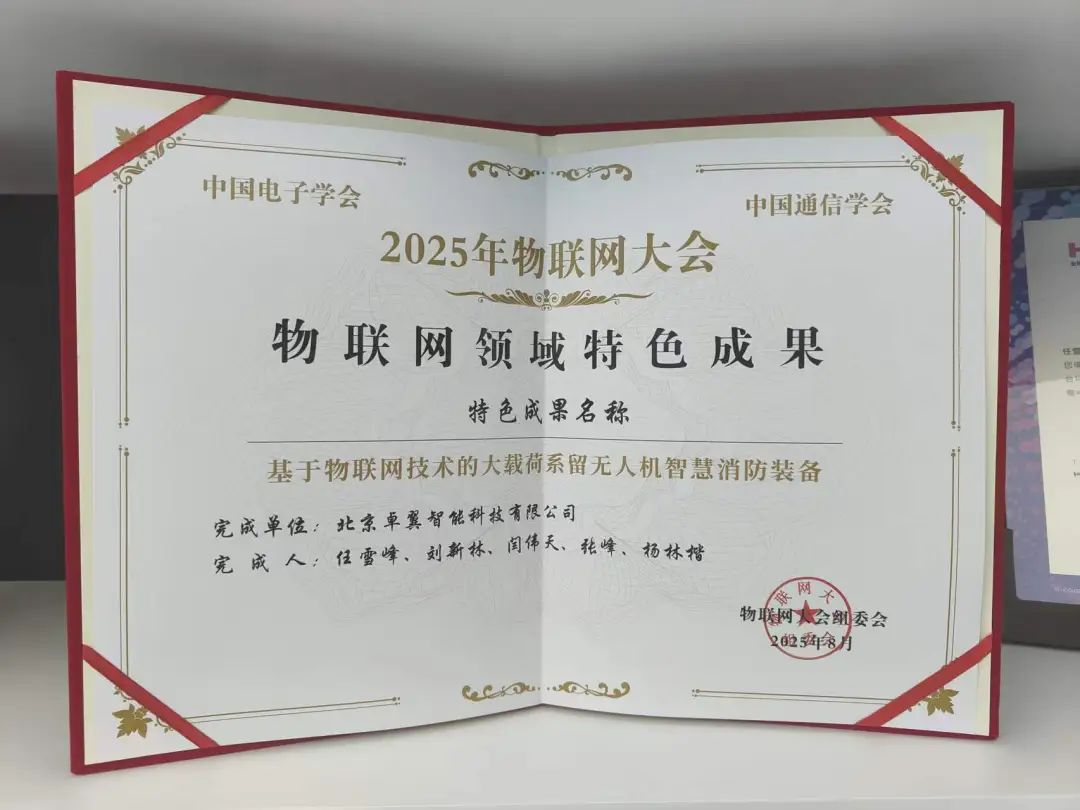 中国电子学会
中国通信学会
2025年物联网大会
物联网领域特色成果
特色成果名称
基于物联网技术的大载荷系留无人机智慧消防装备
完成单位：北京卓翼智能科技有限公司
完成人：任雪峰、刘新林、闫伟天、张峰、杨林楷
物联网大会组委会
2025年8月